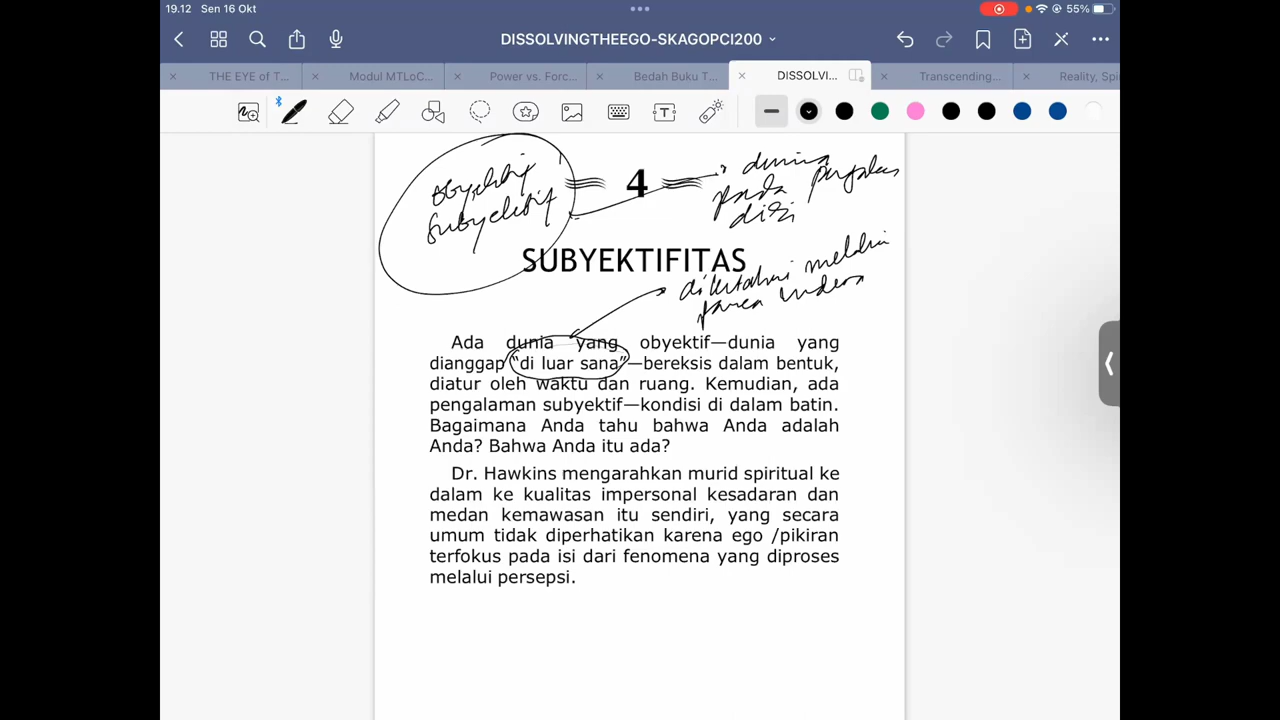 19.12 Sen 16 Okt
55%
DISSOLVINGTHEEGO-SKAGOPCI200
THE EYE of T...
Modul MTLoC...
Power vs. Forc...
Bedah Buku T...
DISSOLVI...
Transcending...
Reality, Spi
obyektif
subyektif
4
dunia
pada
diri
SUBYEKTIFITAS
diketahui melalui
panca indera
Ada dunia yang obyektif—dunia yang
dianggap “di luar sana”—bereksis dalam bentuk,
diatur oleh waktu dan ruang. Kemudian, ada
pengalaman subyektif—kondisi di dalam batin.
Bagaimana Anda tahu bahwa Anda adalah
Anda? Bahwa Anda itu ada?
Dr. Hawkins mengarahkan murid spiritual ke
dalam ke kualitas impersonal kesadaran dan
medan kemawasan itu sendiri, yang secara
umum tidak diperhatikan karena ego /pikiran
terfokus pada isi dari fenomena yang diproses
melalui persepsi.